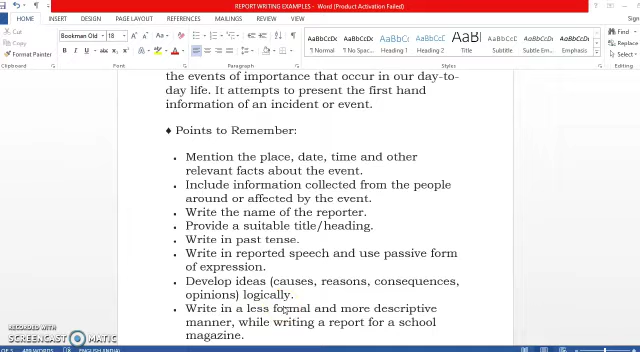 REPORT WRITING EXAMPLES - Word (Product Activation Failed)
HOME INSERT DESIGN PAGE LAYOUT REFERENCES MAILINGS REVIEW VIEW
Cut
Copy
Format Painter
Clipboard
Bookman Old
18
Font
Paragraph
AaBbCcDc AaBbCcDc AaBbCc AaBbCc AaBl AaBbCcD AaBbCcDc AaBbCcDc
¶ Normal ¶ No Spac... Heading 1 Heading 2 Title Subtitle Subtle Em... Emphasis
Styles
Find
Replace
Select
Editing
the events of importance that occur in our day-to-
day life. It attempts to present the first hand
information of an incident or event.
♦ Points to Remember:
• Mention the place, date, time and other
relevant facts about the event.
• Include information collected from the people
around or affected by the event.
• Write the name of the reporter.
• Provide a suitable title/heading.
• Write in past tense.
• Write in reported speech and use passive form
of expression.
• Develop ideas (causes, reasons, consequences,
opinions) logically.
• Write in a less formal and more descriptive
manner, while writing a report for a school
magazine.
RECORDED WITH
SCREENCAST MATIC
489 WORDS ENGLISH (INDIA)